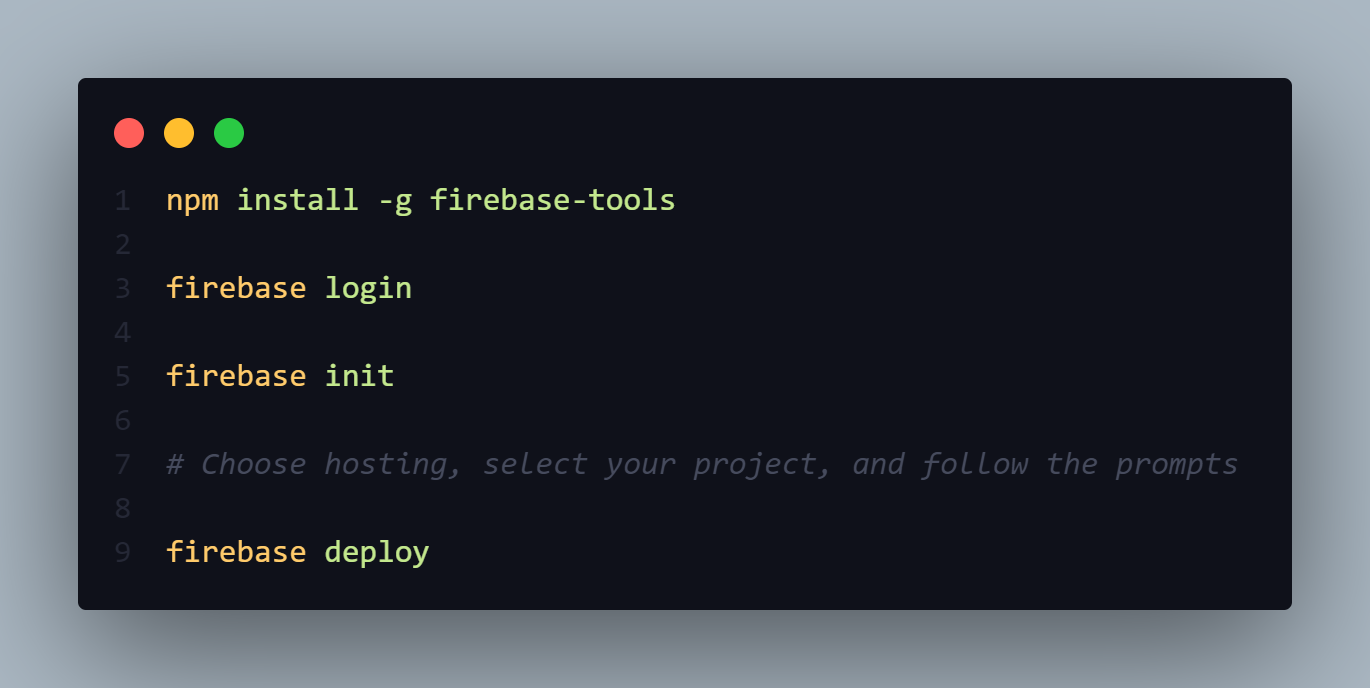 1 npm install -g firebase-tools
2
3 firebase login
4
5 firebase init
6
7 # Choose hosting, select your project, and follow the prompts
8
9 firebase deploy